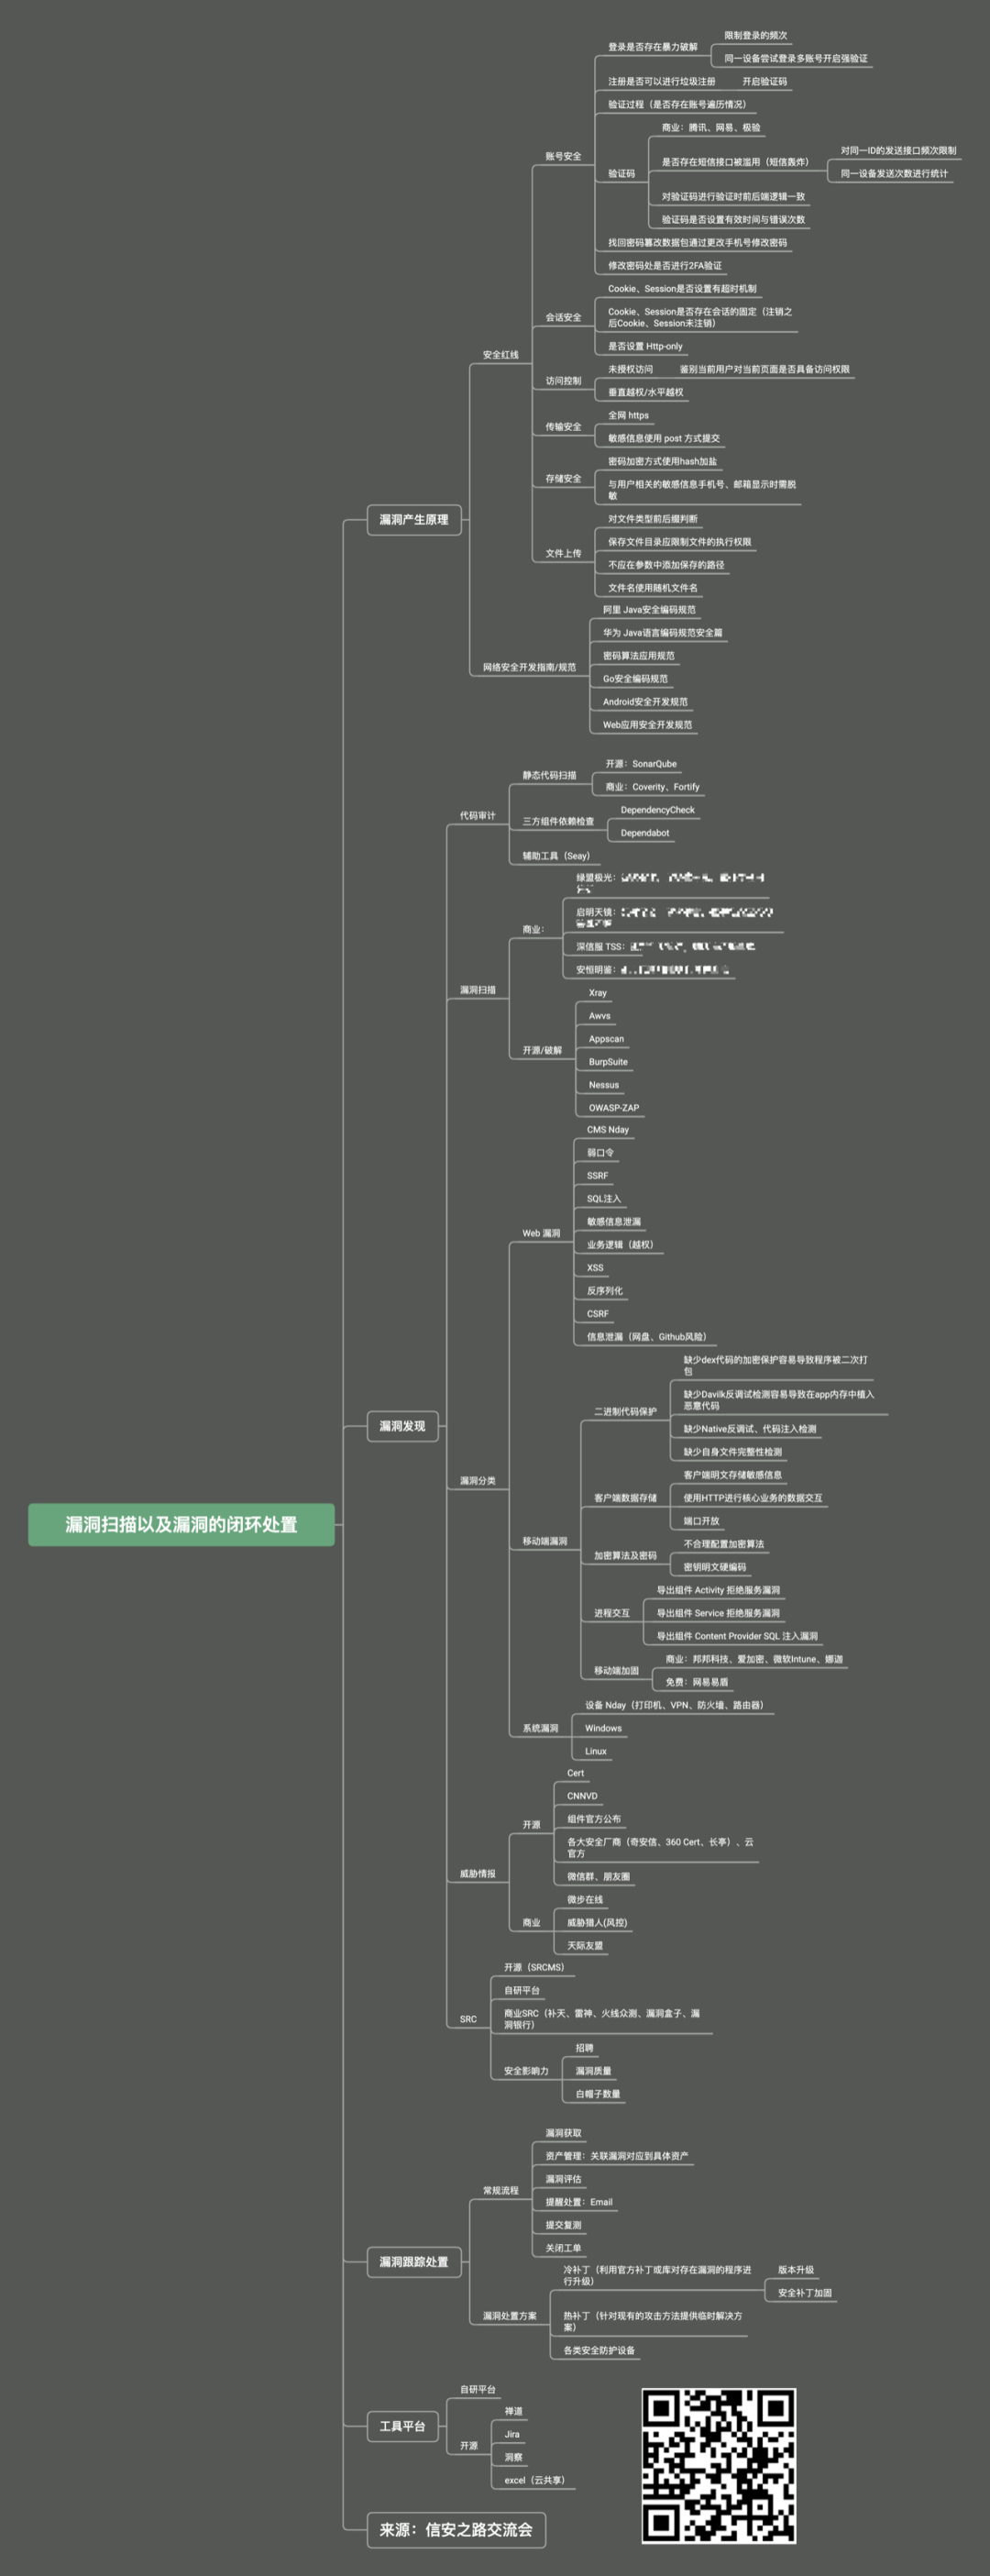 限制登录的频次
登录是否存在暴力破解
同一设备尝试登录多账号开启强验证
注册是否可以进行垃圾注册
开启验证码
验证过程（是否存在账号遍历情况）
商业：腾讯、网易、极验
账号安全
对同一ID的发送接口频次限制
是否存在短信接口被滥用（短信轰炸）
验证码
同一设备发送次数进行统计
对验证码进行验证时前后端逻辑一致
验证码是否设置有效时间与错误次数
找回密码篡改数据包通过更改手机号修改密码
修改密码处是否进行2FA验证
Cookie、Session是否设置有超时机制
会话安全
Cookie、Session是否存在会话的固定（注销之
后Cookie、Session未注销）
是否设置 Http-only
安全红线
未授权访问
鉴别当前用户对当前页面是否具备访问权限
访问控制
垂直越权/水平越权
全网 https
传输安全
敏感信息使用 post 方式提交
密码加密方式使用hash加盐
存储安全
与用户相关的敏感信息手机号、邮箱显示时需脱
敏
漏洞产生原理
对文件类型前后缀判断
保存文件目录应限制文件的执行权限
文件上传
不应在参数中添加保存的路径
文件名使用随机文件名
阿里 Java安全编码规范
华为 Java语言编码规范安全篇
密码算法应用规范
网络安全开发指南/规范
Go安全编码规范
Android安全开发规范
Web应用安全开发规范
开源：SonarQube
静态代码扫描
商业：Coverity、Fortify
代码审计
DependencyCheck
三方组件依赖检查
Dependabot
辅助工具（Seay）
绿盟极光：
启明天镜：
商业：
深信服 TSS：
安恒明鉴：
漏洞扫描
Xray
Awvs
Appscan
开源/破解
BurpSuite
Nessus
OWASP-ZAP
CMS Nday
弱口令
SSRF
SQL注入
敏感信息泄漏
Web 漏洞
业务逻辑（越权）
XSS
反序列化
CSRF
信息泄漏（网盘、Github风险）
缺少dex代码的加密保护容易导致程序被二次打
包
缺少Davilk反调试检测容易导致在app内存中植入
恶意代码
二进制代码保护
漏洞发现
缺少Native反调试、代码注入检测
缺少自身文件完整性检测
客户端明文存储敏感信息
漏洞分类
客户端数据存储
使用HTTP进行核心业务的数据交互
端口开放
漏洞扫描以及漏洞的闭环处置
移动端漏洞
不合理配置加密算法
加密算法及密码
密钥明文硬编码
导出组件 Activity 拒绝服务漏洞
进程交互
导出组件 Service 拒绝服务漏洞
导出组件 Content Provider SQL 注入漏洞
商业：邦邦科技、爱加密、微软Intune、娜迦
移动端加固
免费：网易易盾
设备 Nday（打印机、VPN、防火墙、路由器）
系统漏洞
Windows
Linux
Cert
CNNVD
开源
组件官方公布
各大安全厂商（奇安信、360 Cert、长亭）、云
官方
威胁情报
微信群、朋友圈
微步在线
商业
威胁猎人(风控)
天际友盟
开源（SRCMS）
自研平台
SRC
商业SRC（补天、雷神、火线众测、漏洞盒子、漏
洞银行）
招聘
安全影响力
漏洞质量
白帽子数量
漏洞获取
资产管理：关联漏洞对应到具体资产
漏洞评估
常规流程
提醒处置：Email
提交复测
关闭工单
漏洞跟踪处置
冷补丁（利用官方补丁或库对存在漏洞的程序进
行升级）
版本升级
安全补丁加固
漏洞处置方案
热补丁（针对现有的攻击方法提供临时解决方
案）
各类安全防护设备
自研平台
禅道
工具平台
Jira
开源
洞察
excel（云共享）
来源：信安之路交流会